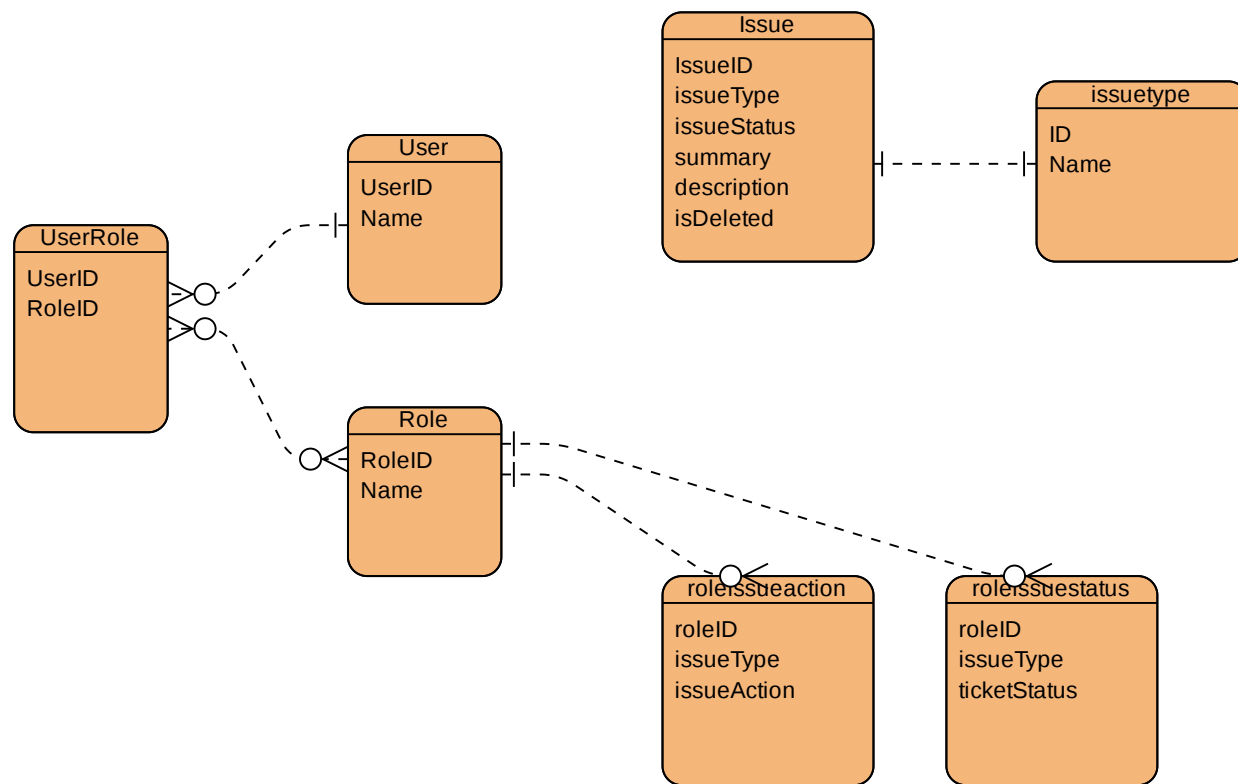 Issue
IssueID
issueType
issueStatus
summary
description
isDeleted
issuetype
ID
Name
User
UserID
Name
UserRole
UserID
RoleID
Role
RoleID
Name
roleissueaction
roleID
issueType
issueAction
roleissuestatus
roleID
issueType
ticketStatus